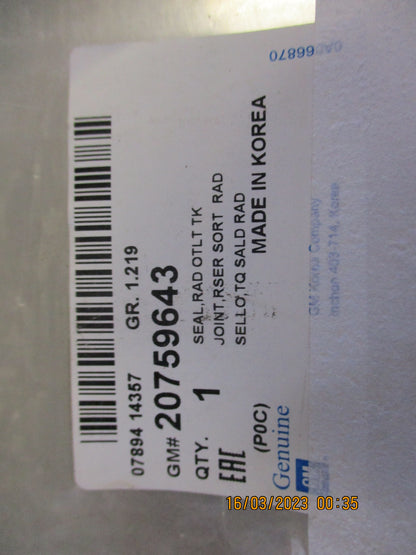 07894 14357 GR. 1.219
GM# 20759643
QTY. 1
SEAL,RAD OTLT TK
JOINT,RSER SORT RAD
SELLO,TQ SALD RAD
EAC (P0C) MADE IN KOREA
Genuine
GM
GM Korea Company
Incheon 403-714, Korea
66870
16/03/2023 00:35